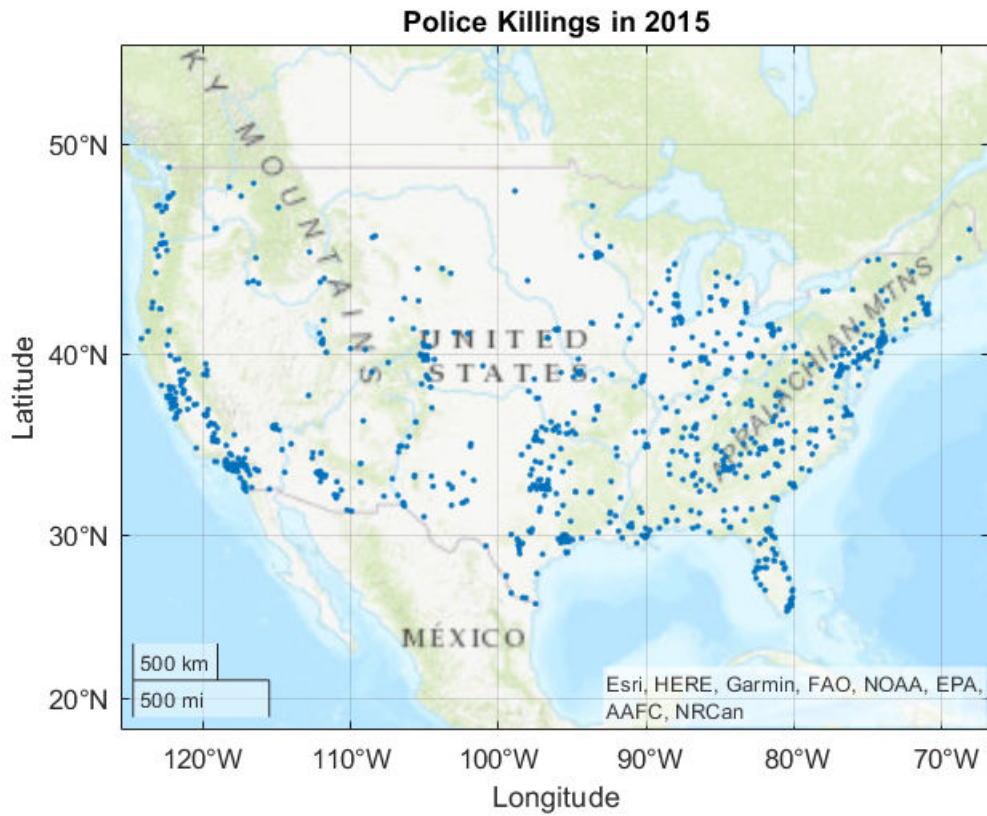 Police Killings in 2015
KY MOUNTAINS
50°N
40°N
30°N
20°N
Latitude
UNITED
STATES
APPALACHIAN MTNS
MÉXICO
500 km
500 mi
Esri, HERE, Garmin, FAO, NOAA, EPA,
AAFC, NRCan
120°W 110°W 100°W 90°W 80°W 70°W
Longitude